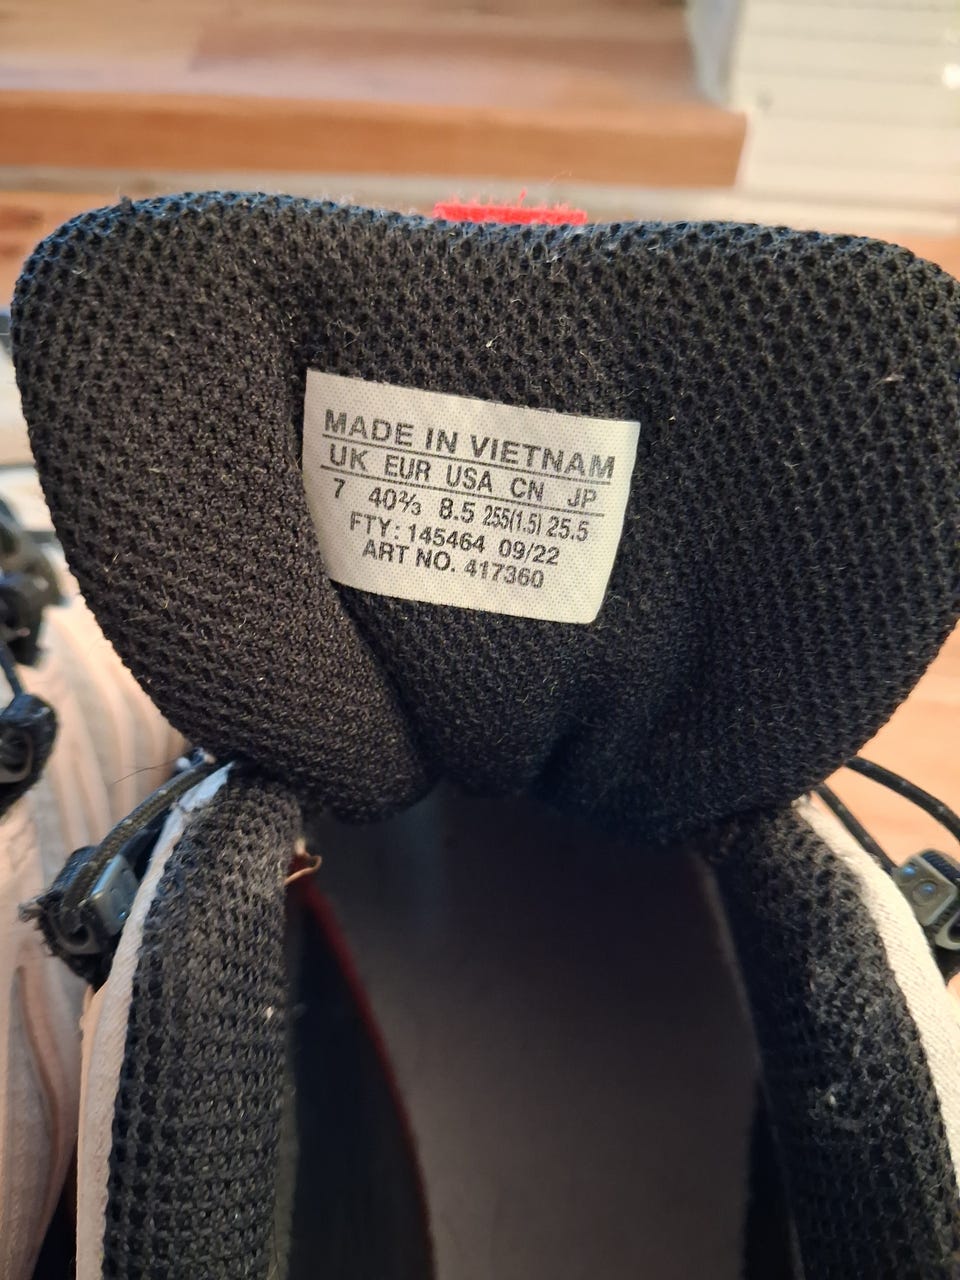 MADE IN VIETNAM
UK EUR USA CN JP
7 40⅔ 8.5 255(1.5) 25.5
FTY: 145464 09/22
ART NO. 417360